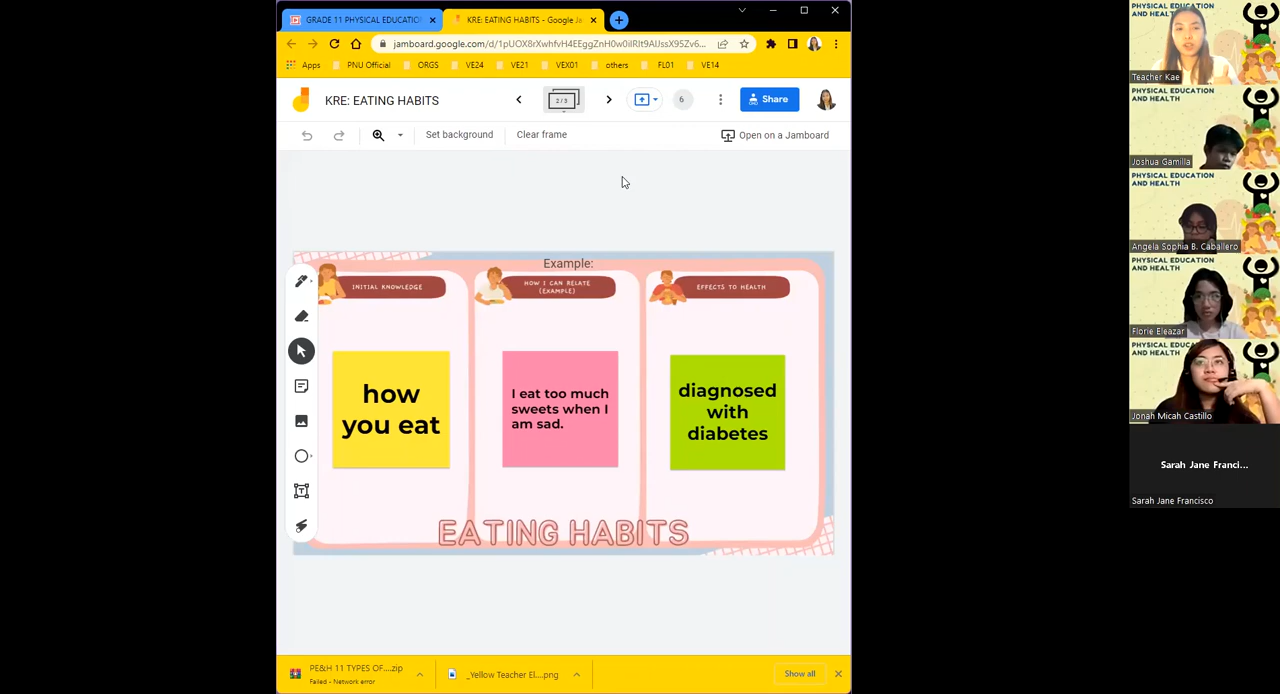 GRADE 11 PHYSICAL EDUCATIO
KRE: EATING HABITS - Google Ja
Apps
PNU Official
ORGS
VE24
VE21
VEX01
others
FL01
VE14
KRE: EATING HABITS
2 / 3
6
Share
Set background
Clear frame
Open on a Jamboard
Example:
INITIAL KNOWLEDGE
HOW I CAN RELATE
(EXAMPLE)
EFFECTS TO HEALTH
how
you eat
I eat too much
sweets when I
am sad.
diagnosed
with
diabetes
EATING HABITS
PE&H 11 TYPES OF....zip
Failed - Network error
_Yellow Teacher El....png
Show all
PHYSICAL EDUCATION
AND HEALTH
Teacher Kae
PHYSICAL EDUCATION
AND HEALTH
Joshua Gamilla
PHYSICAL EDUCATION
AND HEALTH
Angela Sophia B. Caballero
PHYSICAL EDUCATION
AND HEALTH
Florie Eleazar
PHYSICAL EDUC
AND HEALTH
Jonah Micah Castillo
Sarah Jane Franci...
Sarah Jane Francisco